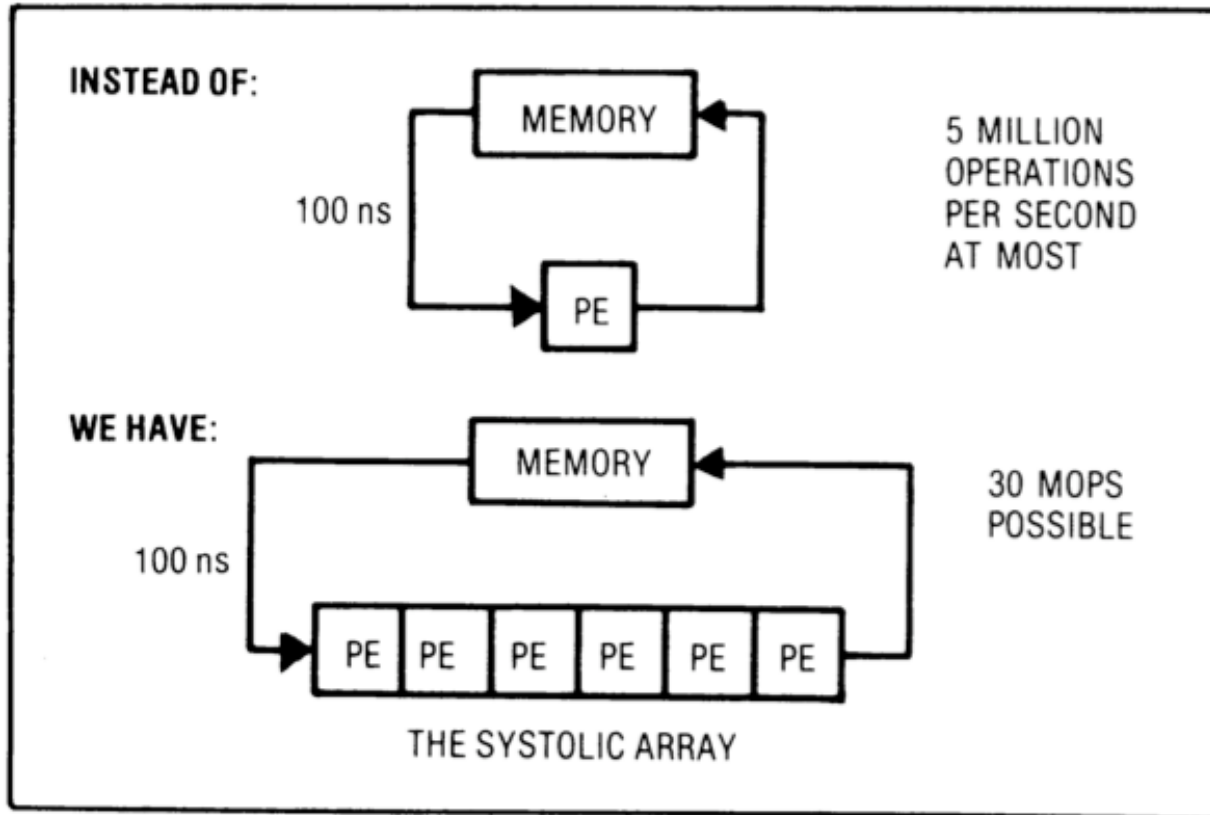 INSTEAD OF:
MEMORY
5 MILLION
OPERATIONS
PER SECOND
AT MOST
100 ns
PE
WE HAVE:
MEMORY
30 MOPS
POSSIBLE
100 ns
PE PE PE PE PE PE
THE SYSTOLIC ARRAY